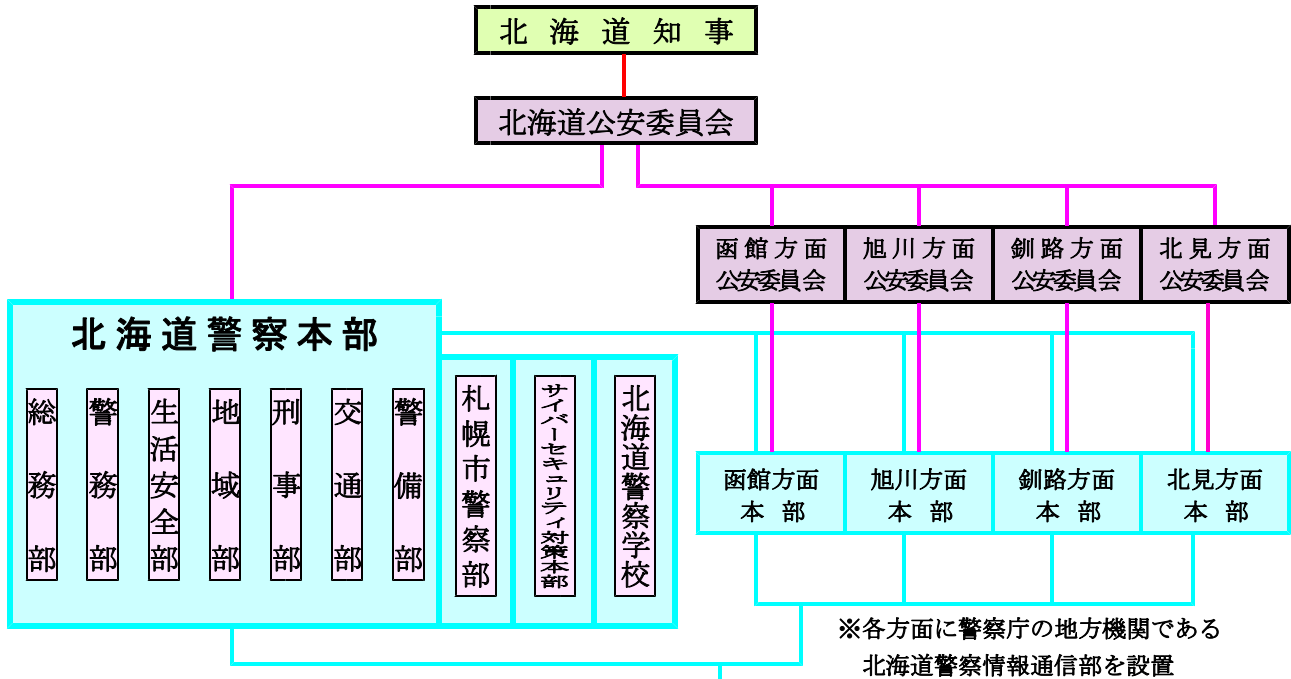 北海道知事
北海道公安委員会
函館方面
公安委員会
旭川方面
公安委員会
釧路方面
公安委員会
北見方面
公安委員会
北海道警察本部
総務部
警務部
生活安全部
地域部
刑事部
交通部
警備部
札幌市警察部
サイバーセキュリティ対策本部
北海道警察学校
函館方面
本部
旭川方面
本部
釧路方面
本部
北見方面
本部
※各方面に警察庁の地方機関である
北海道警察情報通信部を設置